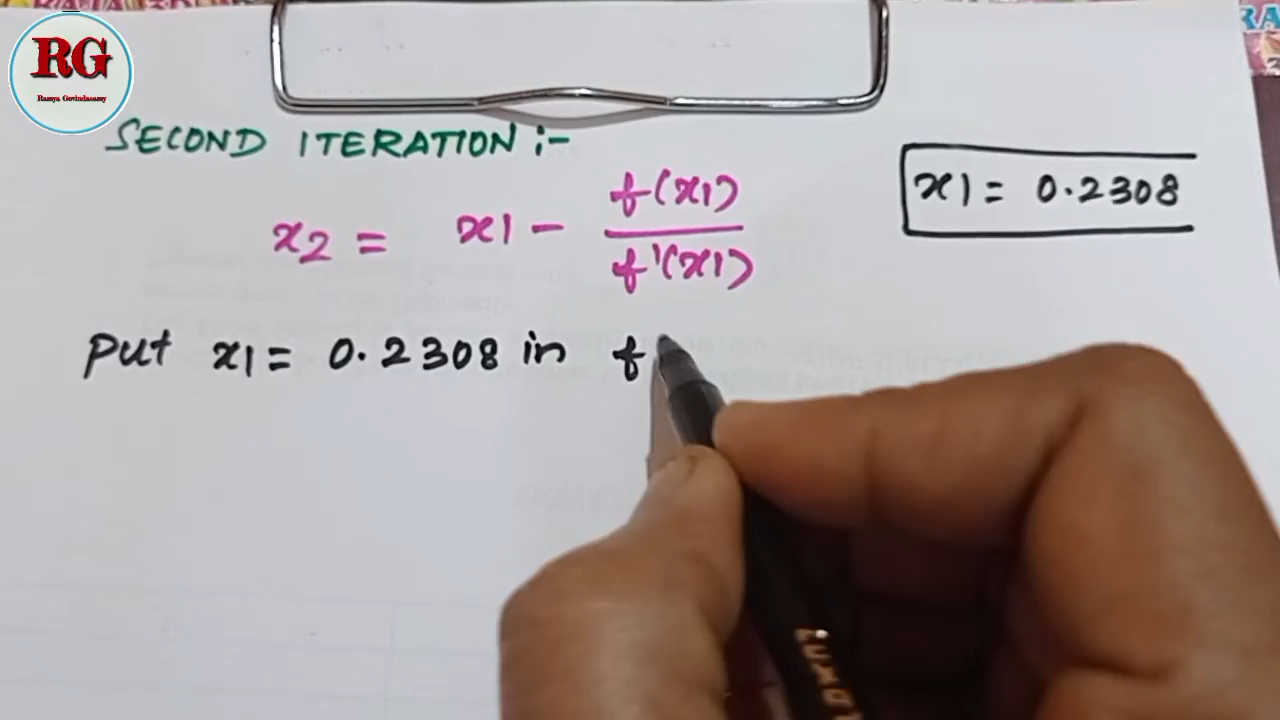 RG
Ramya Govindasamy
SECOND ITERATION :-
x1 = 0.2308
x2 = x1 - f(x1) / f'(x1)
Put x1 = 0.2308 in f